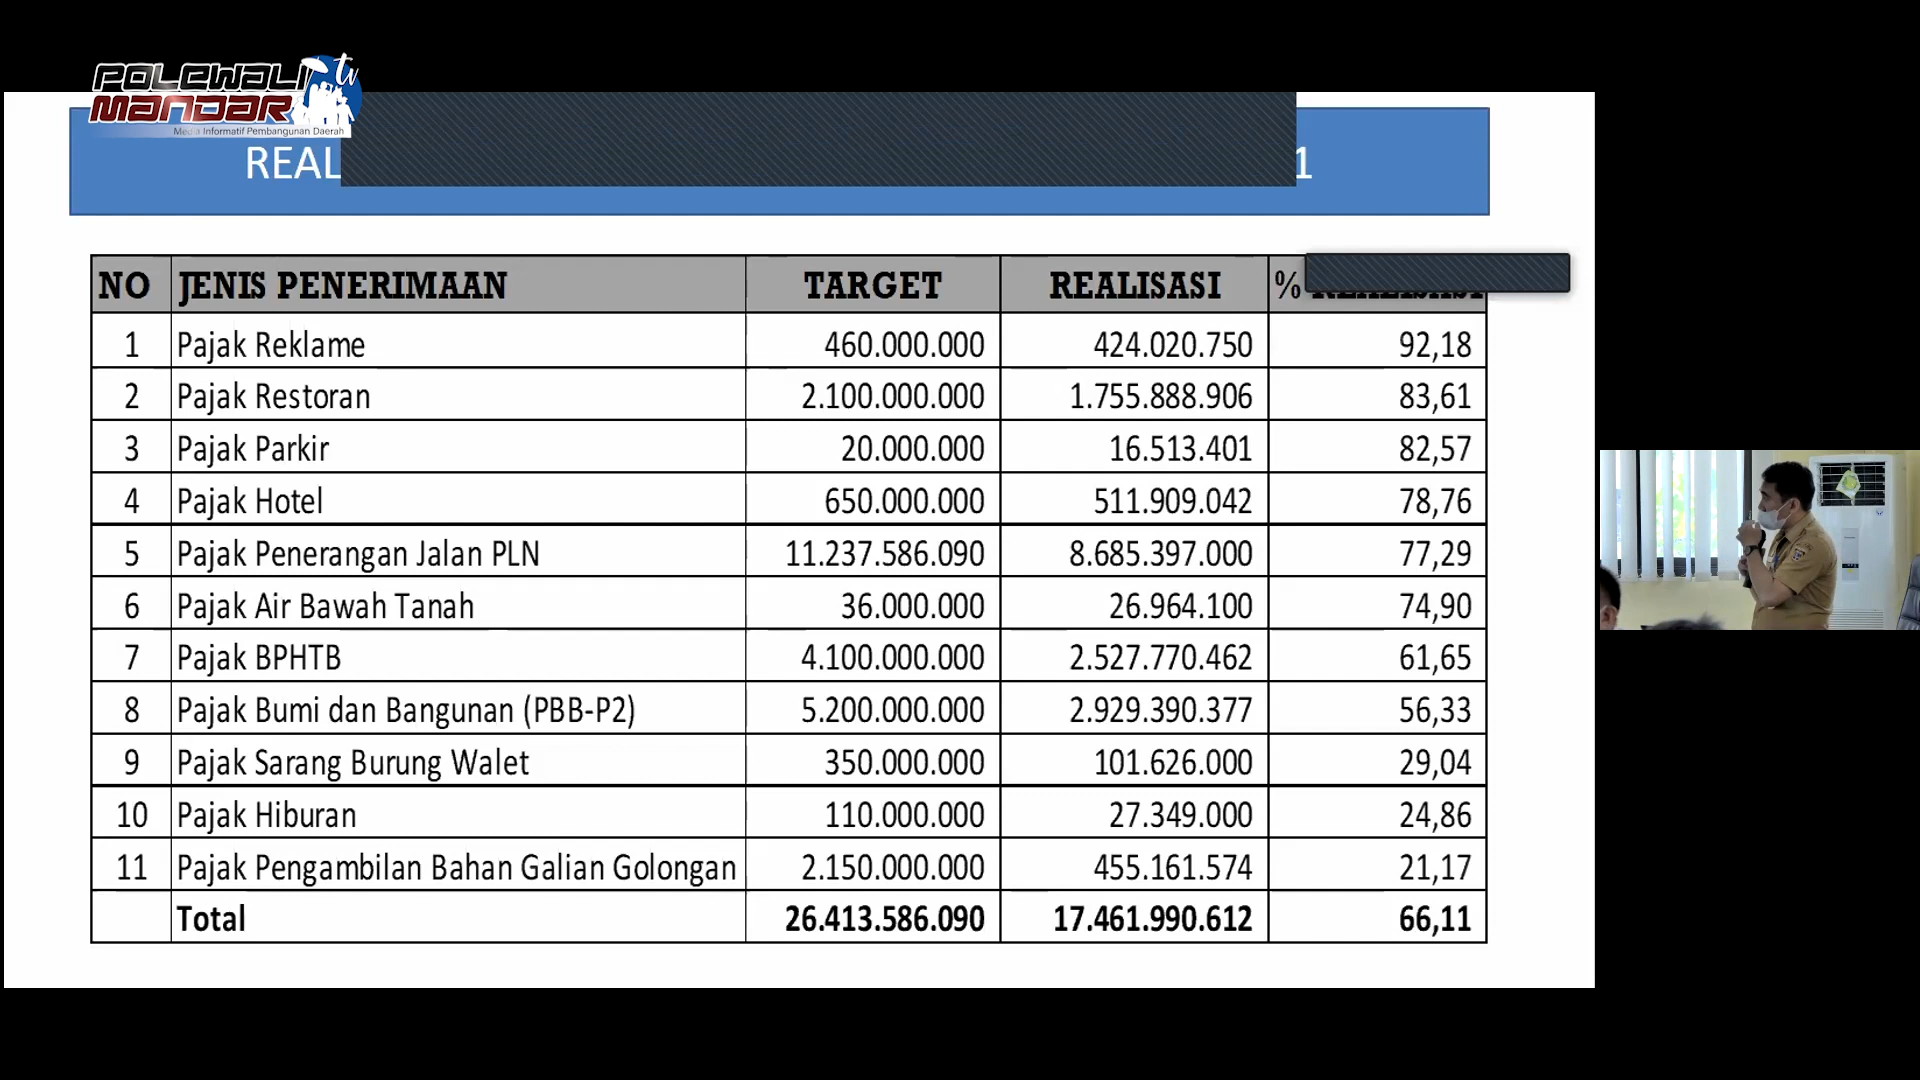 POLEWALI tv
MANDAR
Media Informatif Pembangunan Daerah
REAL 1
NO JENIS PENERIMAAN TARGET REALISASI %
1 Pajak Reklame 460.000.000 424.020.750 92,18
2 Pajak Restoran 2.100.000.000 1.755.888.906 83,61
3 Pajak Parkir 20.000.000 16.513.401 82,57
4 Pajak Hotel 650.000.000 511.909.042 78,76
5 Pajak Penerangan Jalan PLN 11.237.586.090 8.685.397.000 77,29
6 Pajak Air Bawah Tanah 36.000.000 26.964.100 74,90
7 Pajak BPHTB 4.100.000.000 2.527.770.462 61,65
8 Pajak Bumi dan Bangunan (PBB-P2) 5.200.000.000 2.929.390.377 56,33
9 Pajak Sarang Burung Walet 350.000.000 101.626.000 29,04
10 Pajak Hiburan 110.000.000 27.349.000 24,86
11 Pajak Pengambilan Bahan Galian Golongan 2.150.000.000 455.161.574 21,17
Total 26.413.586.090 17.461.990.612 66,11